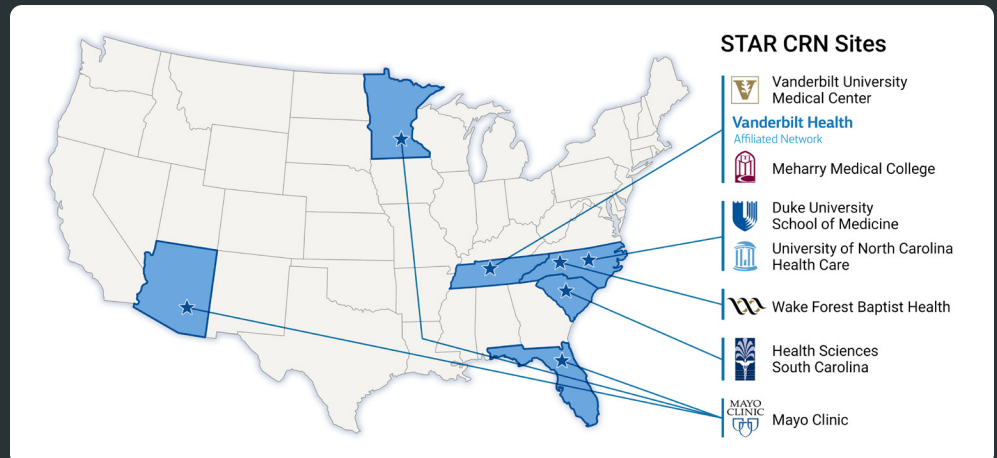 STAR CRN Sites
Vanderbilt University
Medical Center
Vanderbilt Health
Affiliated Network
Meharry Medical College
Duke University
School of Medicine
University of North Carolina
Health Care
Wake Forest Baptist Health
Health Sciences
South Carolina
MAYO
CLINIC
Mayo Clinic